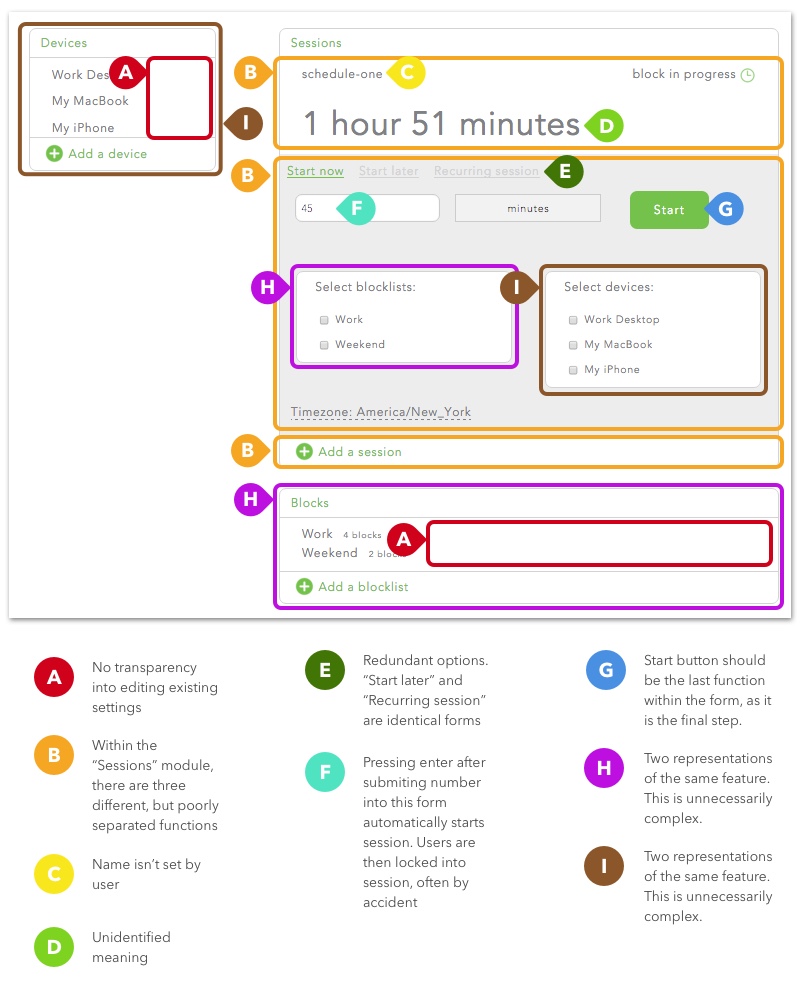 Devices
Work Des
A
My MacBook
My iPhone
I
Add a device
Sessions
B
schedule-one
C
block in progress
1 hour 51 minutes
D
B
Start now
Start later
Recurring session
E
45
F
minutes
Start
G
H
Select blocklists:
Work
Weekend
I
Select devices:
Work Desktop
My MacBook
My iPhone
Timezone: America/New_York
B
Add a session
H
Blocks
Work 4 blocks
A
Weekend 2 bloc
Add a blocklist
A
No transparency
into editing existing
settings
B
Within the
“Sessions” module,
there are three
different, but poorly
separated functions
C
Name isn’t set by
user
D
Unidentified
meaning
E
Redundant options.
“Start later” and
“Recurring session”
are identical forms
F
Pressing enter after
submiting number
into this form
automatically starts
session. Users are
then locked into
session, often by
accident
G
Start button should
be the last function
within the form, as it
is the final step.
H
Two representations
of the same feature.
This is unnecessarily
complex.
I
Two representations
of the same feature.
This is unnecessarily
complex.